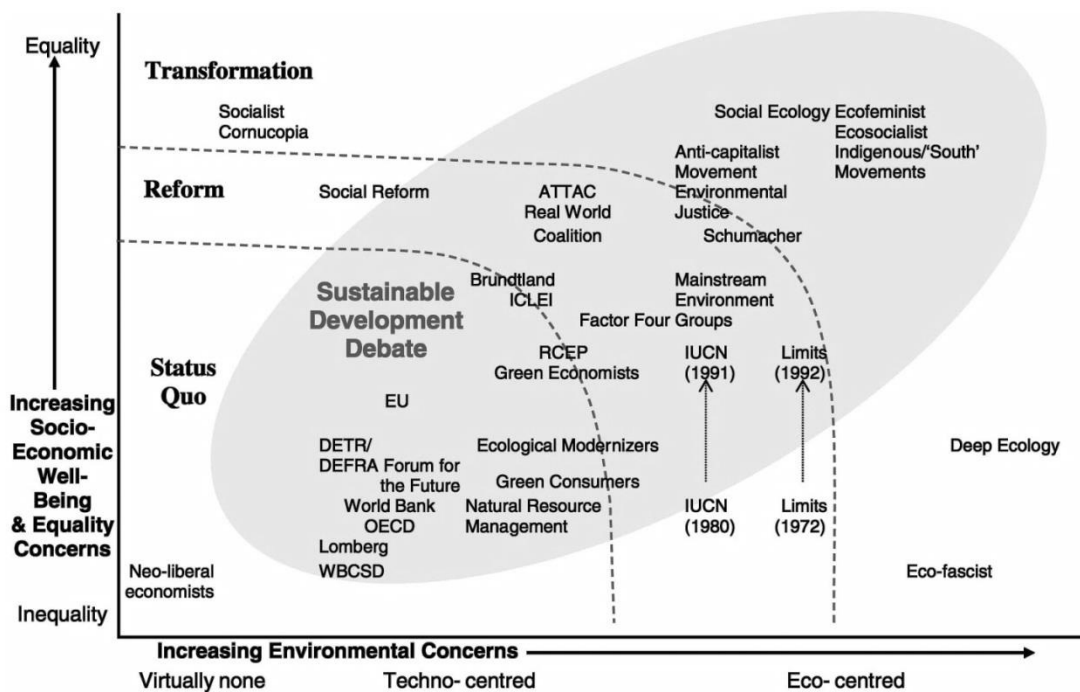 Equality
Transformation
Socialist
Cornucopia
Social Ecology Ecofeminist
Ecosocialist
Indigenous/‘South’
Movements
Anti-capitalist
Movement
Environmental
Justice
Reform
Social Reform
ATTAC
Real World
Coalition
Schumacher
Sustainable
Development
Debate
Brundtland
ICLEI
Mainstream
Environment
Factor Four Groups
Status
Quo
RCEP
Green Economists
IUCN
(1991)
Limits
(1992)
EU
Increasing
Socio-
Economic
Well-
Being
& Equality
Concerns
DETR/
DEFRA Forum for
the Future
Ecological Modernizers
Green Consumers
Deep Ecology
World Bank
OECD
Natural Resource
Management
IUCN
(1980)
Limits
(1972)
Lomberg
WBCSD
Neo-liberal
economists
Eco-fascist
Inequality
Increasing Environmental Concerns
Virtually none
Techno- centred
Eco- centred